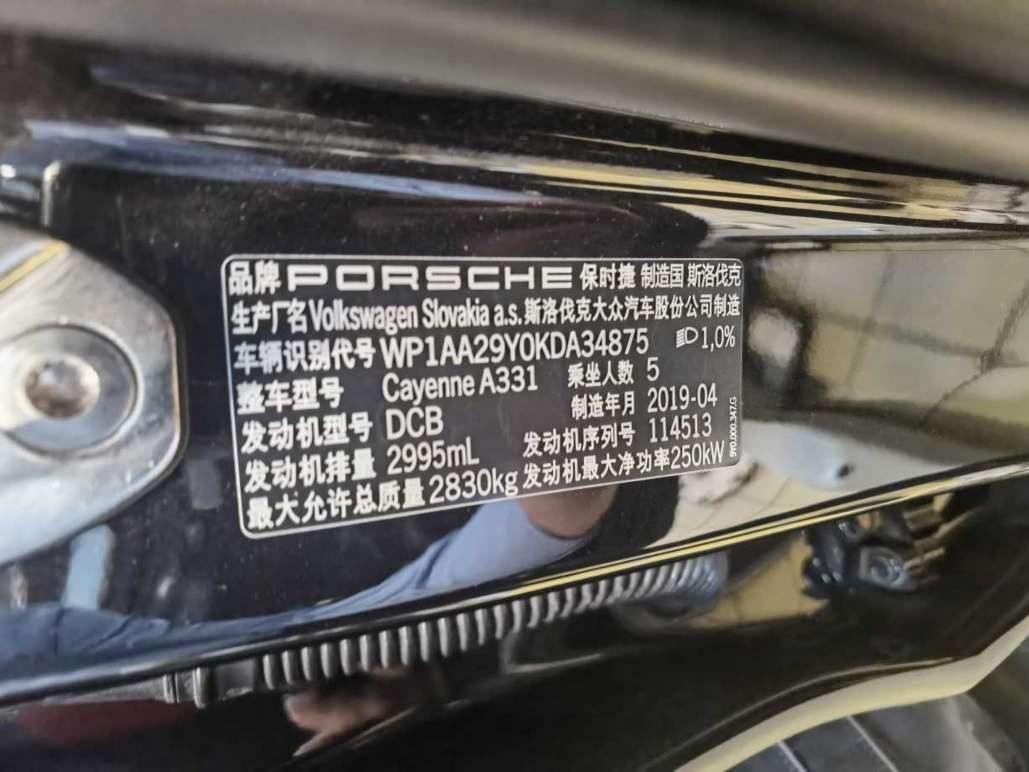 品牌 PORSCHE 保时捷 制造国 斯洛伐克
生产厂名 Volkswagen Slovakia a.s. 斯洛伐克大众汽车股份公司制造
车辆识别代号 WP1AA29Y0KDA34875 1,0%
整车型号 Cayenne A331 乘坐人数 5
发动机型号 DCB 制造年月 2019-04
发动机排量 2995mL 发动机序列号 114513
最大允许总质量 2830kg 发动机最大净功率 250kW
9Y0.000.347.G